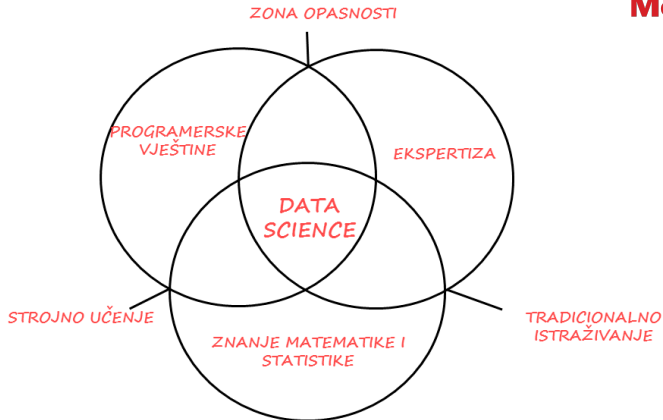 ZONA OPASNOSTI
PROGRAMERSKE
VJEŠTINE
EKSPERTIZA
DATA
SCIENCE
STROJNO UČENJE
TRADICIONALNO
ISTRAŽIVANJE
ZNANJE MATEMATIKE I
STATISTIKE